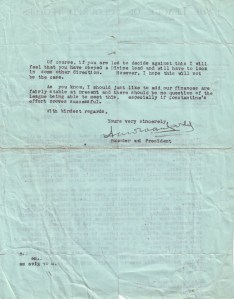 Of course, if you are led to decide against this I will
feel that you have obeyed a Divine Lead and will have to look
in some other direction. However, I hope this will not
be the case.
As you know, I should just like to add our finances are
fairly stable at present and there should be no question of the
League being able to meet this, especially if Constantine's
effort proves successful.
With kindest regards,
Yours very sincerely,
Founder and President